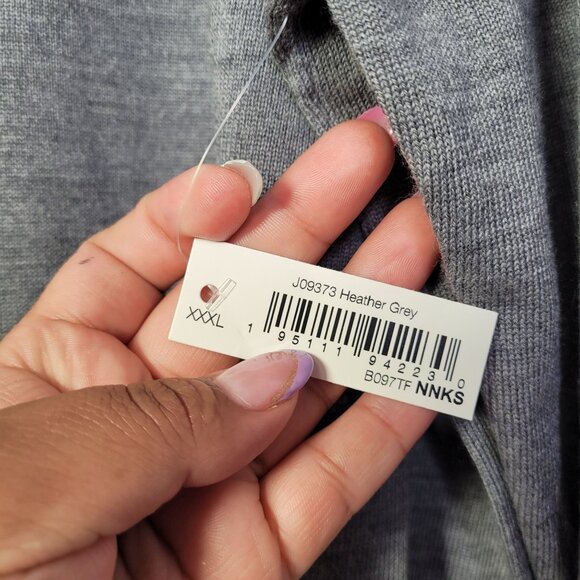 J09373 Heather Grey
XXXL
1 95111 94223 0
B097TF NNKS